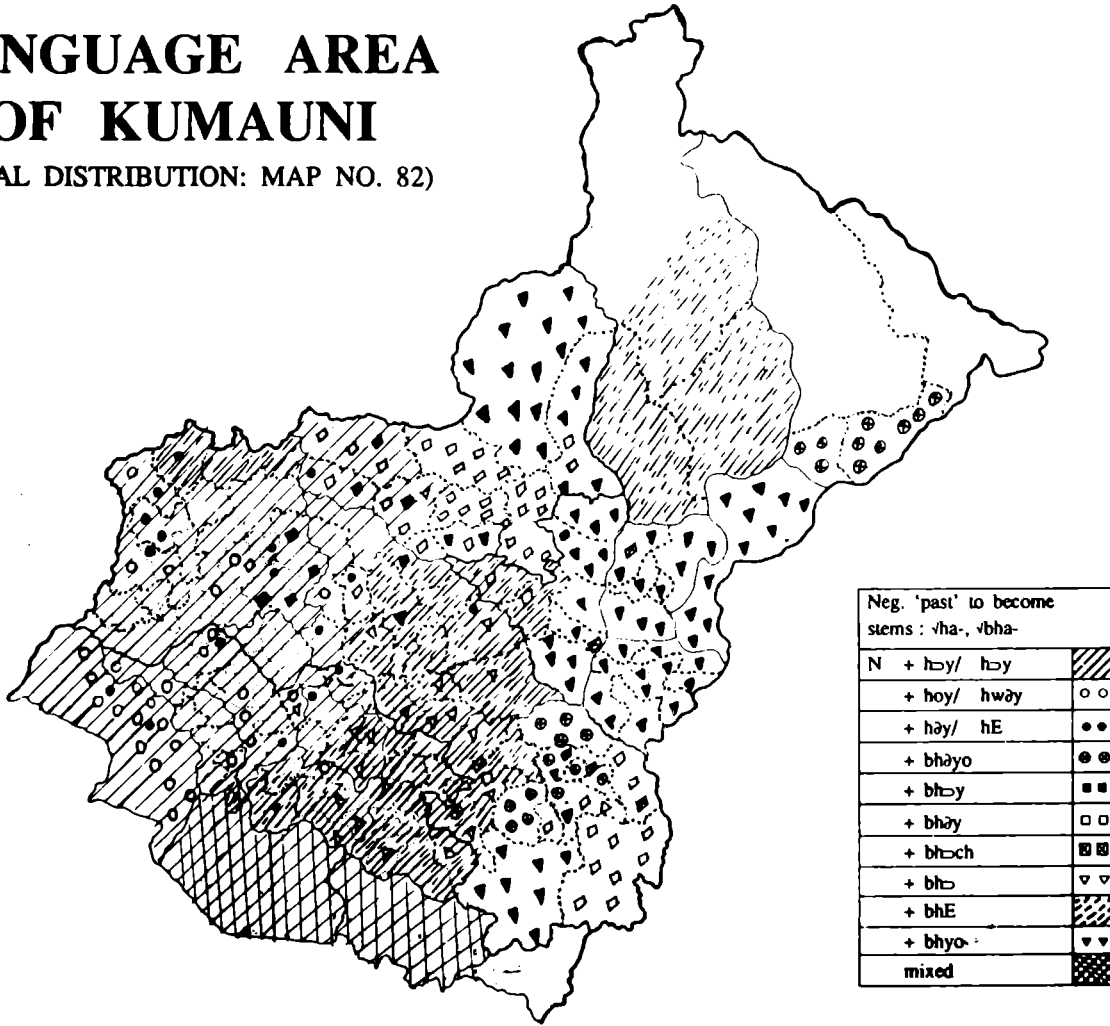 NGUAGE AREA
OF KUMAUNI
AL DISTRIBUTION: MAP NO. 82)
Neg. 'past' to become
stems : √ha-, √bha-
N + hɔy/ hɔy
+ hoy/ hwəy
+ həy/ hE
+ bhəyo
+ bhɔy
+ bhəy
+ bhɔch
+ bhɔ
+ bhE
+ bhyo
mixed